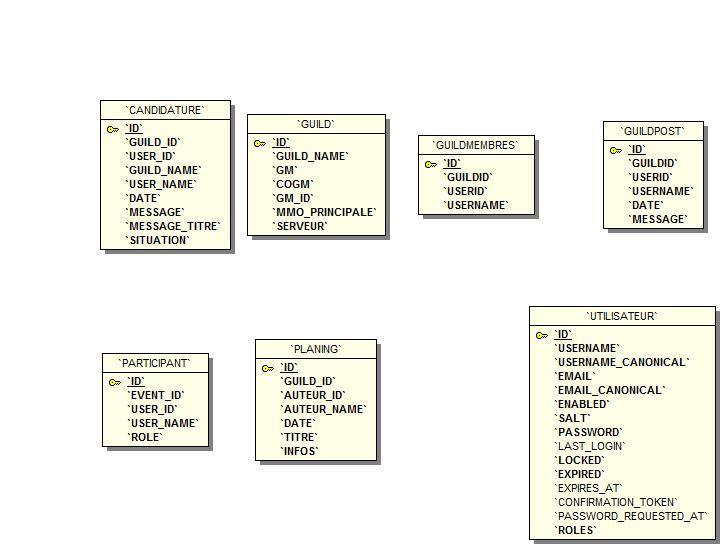 `CANDIDATURE`
`ID`
`GUILD_ID`
`USER_ID`
`GUILD_NAME`
`USER_NAME`
`DATE`
`MESSAGE`
`MESSAGE_TITRE`
`SITUATION`
`GUILD`
`ID`
`GUILD_NAME`
`GM`
`COGM`
`GM_ID`
`MMO_PRINCIPALE`
`SERVEUR`
`GUILDMEMBRES`
`ID`
`GUILDID`
`USERID`
`USERNAME`
`GUILDPOST`
`ID`
`GUILDID`
`USERID`
`USERNAME`
`DATE`
`MESSAGE`
`PARTICIPANT`
`ID`
`EVENT_ID`
`USER_ID`
`USER_NAME`
`ROLE`
`PLANING`
`ID`
`GUILD_ID`
`AUTEUR_ID`
`AUTEUR_NAME`
`DATE`
`TITRE`
`INFOS`
`UTILISATEUR`
`ID`
`USERNAME`
`USERNAME_CANONICAL`
`EMAIL`
`EMAIL_CANONICAL`
`ENABLED`
`SALT`
`PASSWORD`
`LAST_LOGIN`
`LOCKED`
`EXPIRED`
`EXPIRES_AT`
`CONFIRMATION_TOKEN`
`PASSWORD_REQUESTED_AT`
`ROLES`